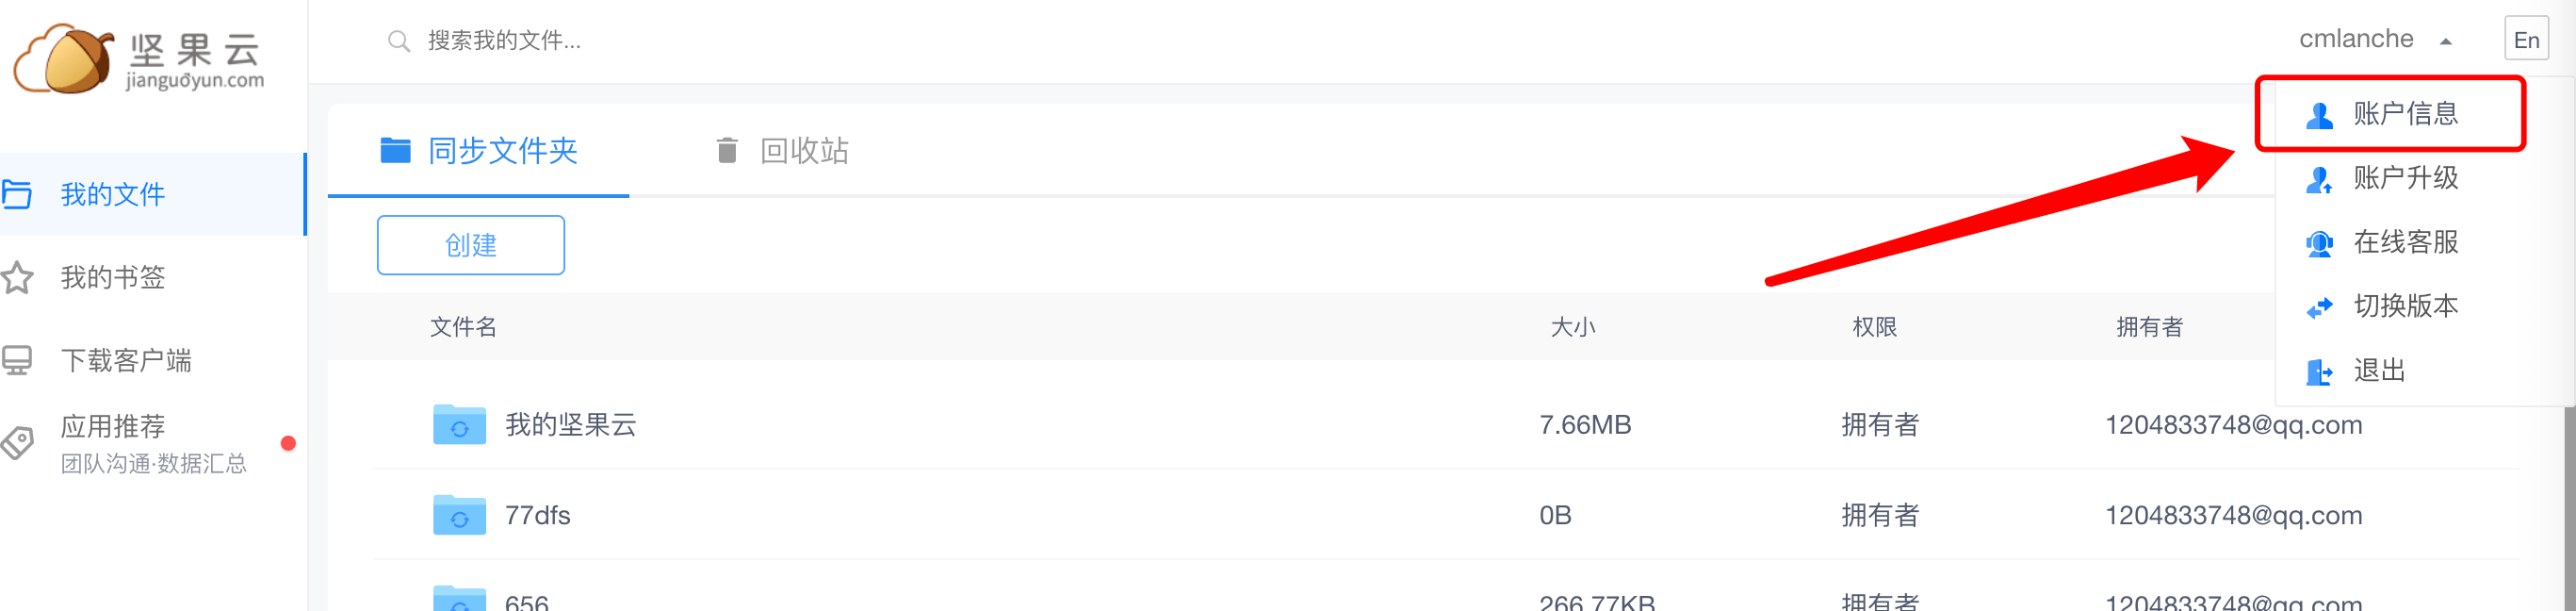 坚果云
jianguoyun.com
搜索我的文件...
cmlanche
En
账户信息
账户升级
在线客服
切换版本
退出
同步文件夹
回收站
创建
我的文件
我的书签
下载客户端
应用推荐
团队沟通·数据汇总
文件名 大小 权限 拥有者
我的坚果云 7.66MB 拥有者 1204833748@qq.com
77dfs 0B 拥有者 1204833748@qq.com
656 266.77KB 拥有者 1204833748@qq.com